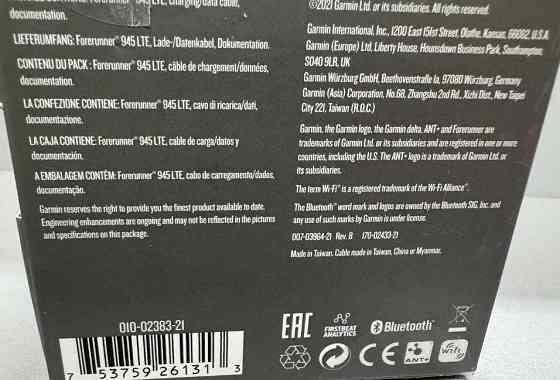 CONTENTS: Forerunner® 945 LTE, charging/data cable,
documentation.
LIEFERUMFANG: Forerunner® 945 LTE, Lade-/Datenkabel, Dokumentation.
CONTENU DU PACK : Forerunner® 945 LTE, câble de chargement/données,
documentation.
LA CONFEZIONE CONTIENE: Forerunner® 945 LTE, cavo di ricarica/dati,
documentazione.
LA CAJA CONTIENE: Forerunner® 945 LTE, cable de carga/datos y
documentación.
A EMBALAGEM CONTÉM: Forerunner® 945 LTE, cabo de carregamento/dados,
documentação.
Garmin reserves the right to provide you the finest product available to date.
Engineering enhancements are ongoing and may not be reflected in the pictures
and specifications on this package.
010-02383-21
7 53759 26131 3
©2021 Garmin Ltd. or its subsidiaries. All rights reserved.
Garmin International, Inc., 1200 East 151st Street, Olathe, Kansas, 66062, U.S.A.
Garmin (Europe) Ltd., Liberty House, Hounsdown Business Park, Southampton,
SO40 9LR, UK
Garmin Würzburg GmbH, Beethovenstraße 1a, 97080 Würzburg, Germany
Garmin (Asia) Corporation, No.68, Zhangshu 2nd Rd., Xizhi Dist., New Taipei
City 221, Taiwan (R.O.C.)
Garmin, the Garmin logo, the Garmin delta, ANT+ and Forerunner are
trademarks of Garmin Ltd. or its subsidiaries and are registered in one or more
countries, including the U.S. The ANT+ logo is a trademark of Garmin Ltd. or
its subsidiaries.
The term Wi-Fi® is a registered trademark of the Wi-Fi Alliance®.
The Bluetooth® word mark and logos are owned by the Bluetooth SIG, Inc. and
any use of such marks by Garmin is under license.
007-03964-21 Rev. B 170-02433-21
Made in Taiwan. Cable made in Taiwan, China or Myanmar.
EAC
FIRSTBEAT
ANALYTICS
Bluetooth®
CE
ANT+
WiFi